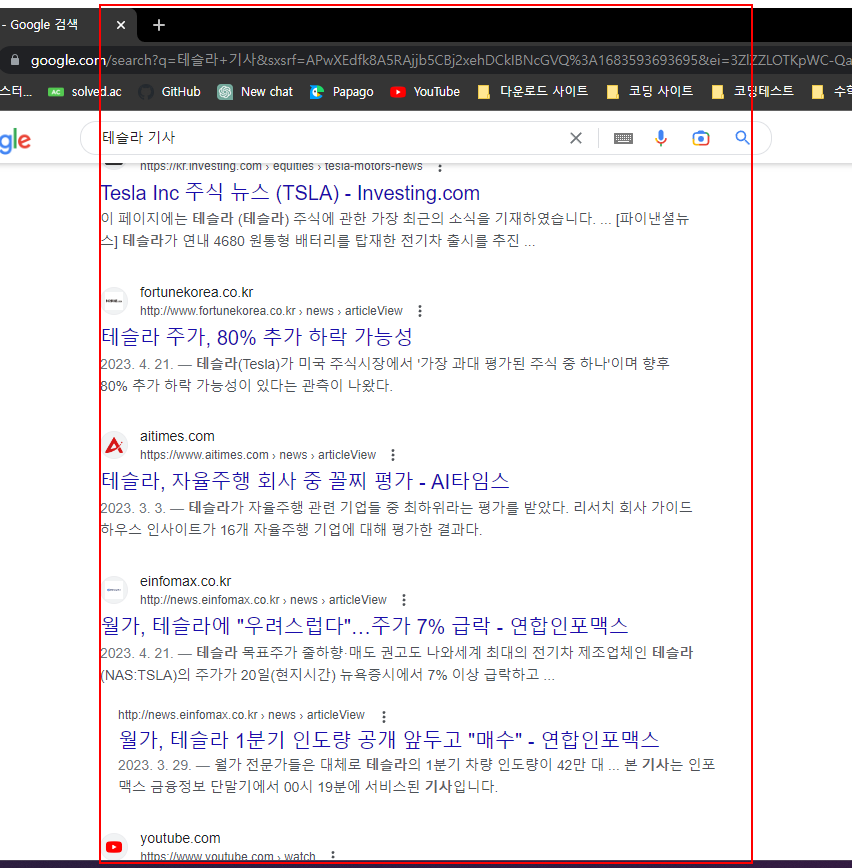 - Google 검색
google.com/search?q=테슬라+기사&sxsrf=APwXEdfk8A5RAjjb5CBj2xehDCkIBNcGVQ%3A1683593693695&ei=3ZIZZLOTKpWC-Qa
스터... solved.ac GitHub New chat Papago YouTube 다운로드 사이트 코딩 사이트 코딩테스트 수학
gle 테슬라 기사
https://kr.investing.com › equities › tesla-motors-news
Tesla Inc 주식 뉴스 (TSLA) - Investing.com
이 페이지에는 테슬라 (테슬라) 주식에 관한 가장 최근의 소식을 기재하였습니다. ... [파이낸셜뉴
스] 테슬라가 연내 4680 원통형 배터리를 탑재한 전기차 출시를 추진 ...
fortunekorea.co.kr
http://www.fortunekorea.co.kr › news › articleView
테슬라 주가, 80% 추가 하락 가능성
2023. 4. 21. — 테슬라(Tesla)가 미국 주식시장에서 '가장 과대 평가된 주식 중 하나'이며 향후
80% 추가 하락 가능성이 있다는 관측이 나왔다.
aitimes.com
https://www.aitimes.com › news › articleView
테슬라, 자율주행 회사 중 꼴찌 평가 - AI타임스
2023. 3. 3. — 테슬라가 자율주행 관련 기업들 중 최하위라는 평가를 받았다. 리서치 회사 가이드
하우스 인사이트가 16개 자율주행 기업에 대해 평가한 결과다.
einfomax.co.kr
http://news.einfomax.co.kr › news › articleView
월가, 테슬라에 "우려스럽다"…주가 7% 급락 - 연합인포맥스
2023. 4. 21. — 테슬라 목표주가 줄하향·매도 권고도 나와세계 최대의 전기차 제조업체인 테슬라
(NAS:TSLA)의 주가가 20일(현지시간) 뉴욕증시에서 7% 이상 급락하고 ...
http://news.einfomax.co.kr › news › articleView
월가, 테슬라 1분기 인도량 공개 앞두고 "매수" - 연합인포맥스
2023. 3. 29. — 월가 전문가들은 대체로 테슬라의 1분기 차량 인도량이 42만 대 ... 본 기사는 인포
맥스 금융정보 단말기에서 00시 19분에 서비스된 기사입니다.
youtube.com
https://www.youtube.com › watch